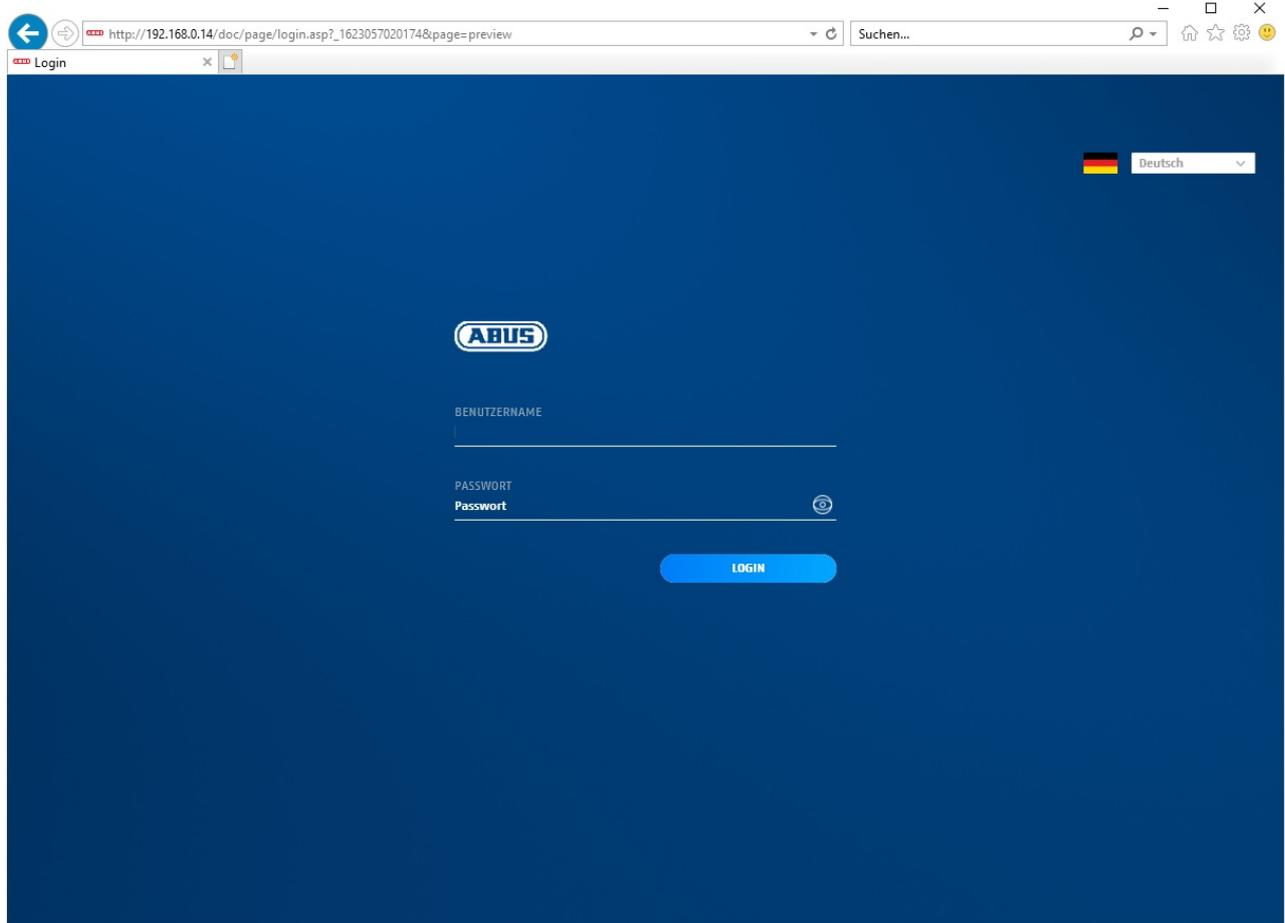 http://192.168.0.14/doc/page/login.asp?_1623057020174&page=preview
Suchen...
Login
Deutsch
ABUS
BENUTZERNAME
PASSWORT
Passwort
LOGIN